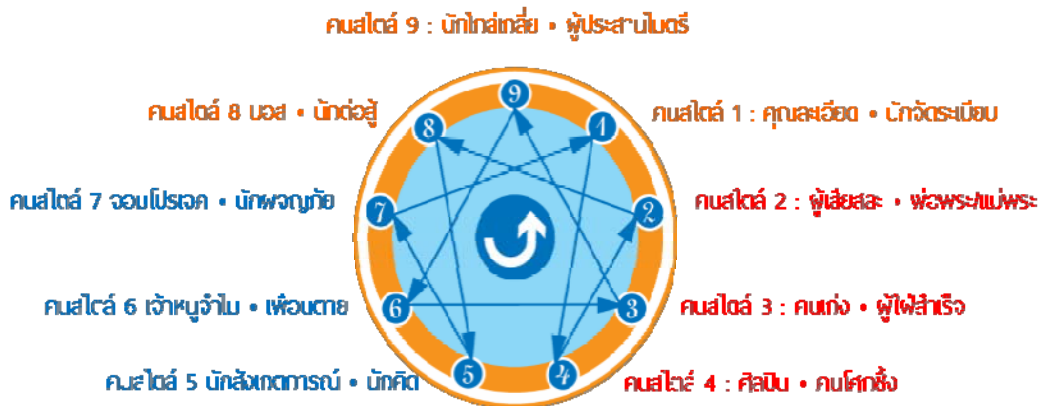 คนสไตล์ 9 : นักไกล่เกลี่ย • ผู้ประสานไมตรี
คนสไตล์ 8 บอส • นักต่อสู้
คนสไตล์ 1 : คุณละเอียด • นักจัดระเบียบ
คนสไตล์ 7 จอมโปรเจค • นักผจญภัย
คนสไตล์ 2 : ผู้เสียสละ • พ่อพระ/แม่พระ
คนสไตล์ 6 เจ้าหนูจำไม • เพื่อนตาย
คนสไตล์ 3 : คนเก่ง • ผู้ใฝ่สำเร็จ
คนสไตล์ 5 นักสังเกตการณ์ • นักคิด
คนสไตล์ 4 : ศิลปิน • คนโศกซึ้ง
9
8
1
7
2
6
3
5
4